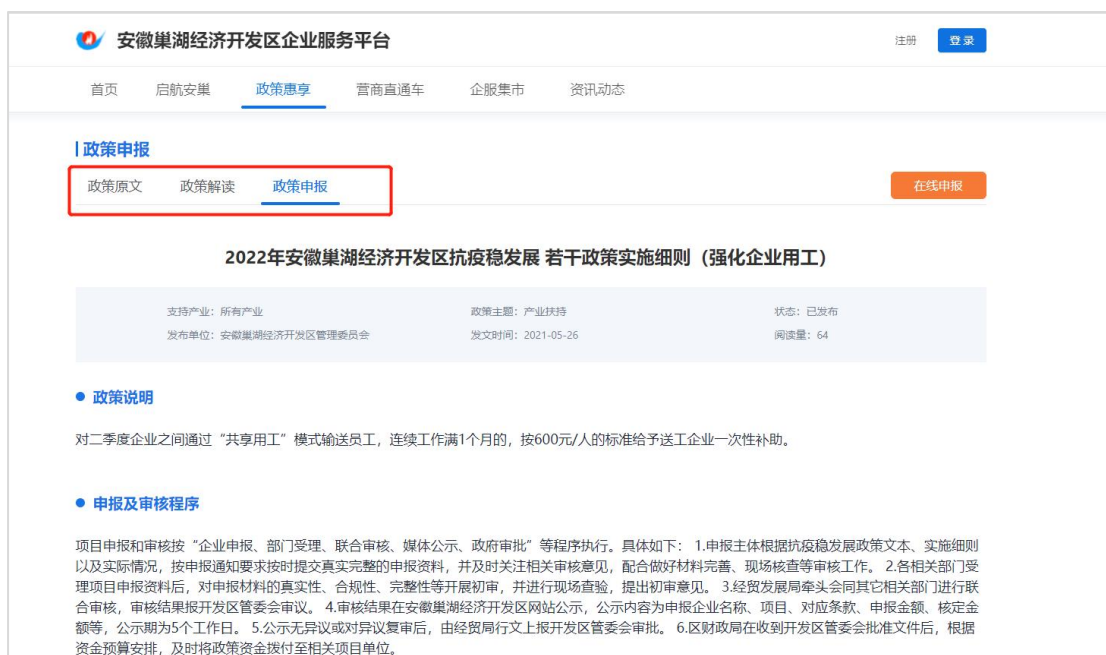 安徽巢湖经济开发区企业服务平台
注册 登录
首页 启航安巢 政策惠享 营商直通车 企服集市 资讯动态
政策申报
政策原文 政策解读 政策申报 在线申报
2022年安徽巢湖经济开发区抗疫稳发展 若干政策实施细则（强化企业用工）
支持产业：所有产业 政策主题：产业扶持 状态：已发布
发布单位：安徽巢湖经济开发区管理委员会 发文时间：2021-05-26 阅读量：64
政策说明
对二季度企业之间通过“共享用工”模式输送员工，连续工作满1个月的，按600元/人的标准给予送工企业一次性补助。
申报及审核程序
项目申报和审核按“企业申报、部门受理、联合审核、媒体公示、政府审批”等程序执行。具体如下： 1.申报主体根据抗疫稳发展政策文本、实施细则
以及实际情况，按申报通知要求按时提交真实完整的申报资料，并及时关注相关审核意见，配合做好材料完善、现场核查等审核工作。 2.各相关部门受
理项目申报资料后，对申报材料的真实性、合规性、完整性等开展初审，并进行现场查验，提出初审意见。 3.经贸发展局牵头会同其它相关部门进行联
合审核，审核结果报开发区管委会审议。 4.审核结果在安徽巢湖经济开发区网站公示，公示内容为申报企业名称、项目、对应条款、申报金额、核定金
额等，公示期为5个工作日。 5.公示无异议或对异议复审后，由经贸局行文上报开发区管委会审批。 6.区财政局在收到开发区管委会批准文件后，根据
资金预算安排，及时将政策资金拨付至相关项目单位。